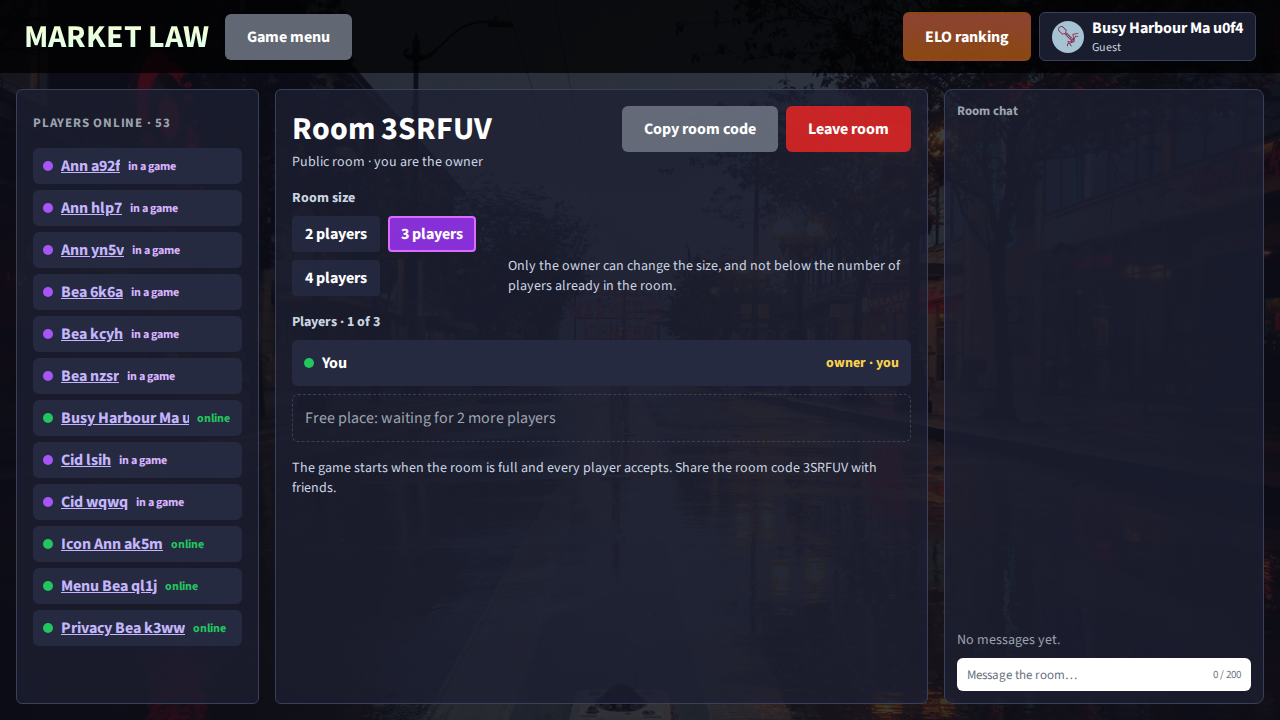 MARKET LAW
Game menu
ELO ranking
Busy Harbour Ma u0f4
Guest
PLAYERS ONLINE · 53
Ann a92f in a game
Ann hlp7 in a game
Ann yn5v in a game
Bea 6k6a in a game
Bea kcyh in a game
Bea nzsr in a game
Busy Harbour Ma u online
Cid lsih in a game
Cid wqwq in a game
Icon Ann ak5m online
Menu Bea ql1j online
Privacy Bea k3ww online
Room 3SRFUV
Copy room code
Leave room
Public room · you are the owner
Room size
2 players
3 players
4 players
Only the owner can change the size, and not below the number of
players already in the room.
Players · 1 of 3
You
owner · you
Free place: waiting for 2 more players
The game starts when the room is full and every player accepts. Share the room code 3SRFUV with
friends.
Room chat
No messages yet.
Message the room…
0 / 200